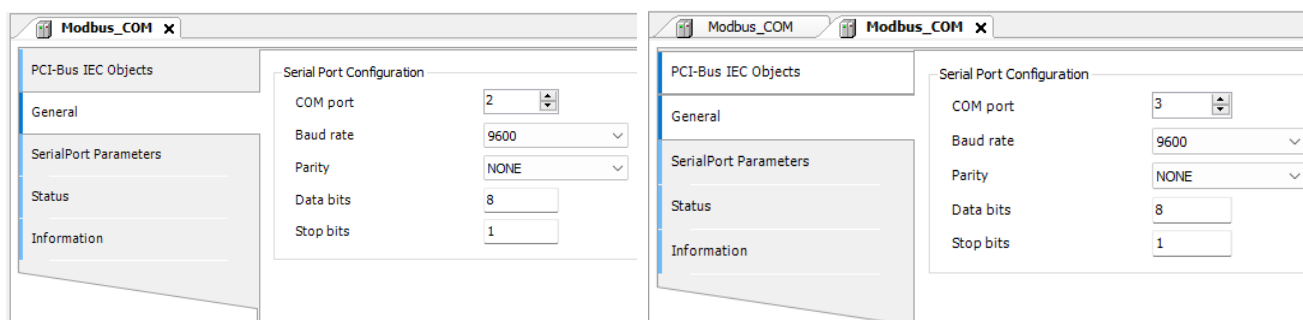 Modbus_COM
PCI-Bus IEC Objects
General
SerialPort Parameters
Status
Information
Serial Port Configuration
COM port 2
Baud rate 9600
Parity NONE
Data bits 8
Stop bits 1
Modbus_COM Modbus_COM
PCI-Bus IEC Objects
General
SerialPort Parameters
Status
Information
Serial Port Configuration
COM port 3
Baud rate 9600
Parity NONE
Data bits 8
Stop bits 1